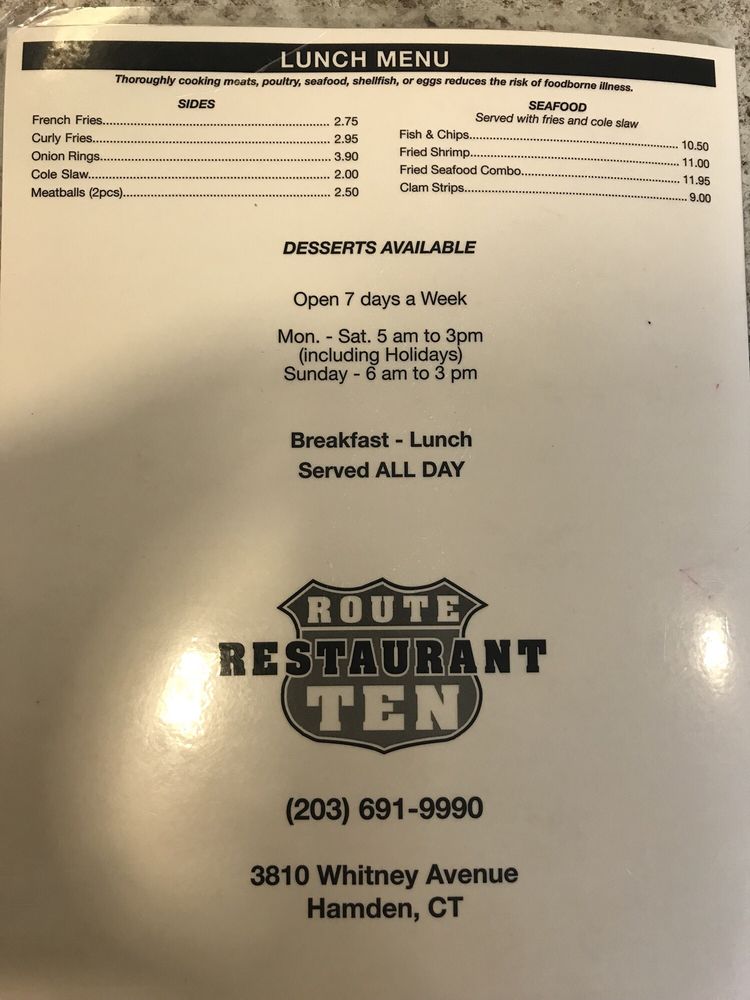 LUNCH MENU
Thoroughly cooking meats, poultry, seafood, shellfish, or eggs reduces the risk of foodborne illness.
SIDES
French Fries.................................................. 2.75
Curly Fries.................................................... 2.95
Onion Rings.................................................. 3.90
Cole Slaw..................................................... 2.00
Meatballs (2pcs)............................................ 2.50
SEAFOOD
Served with fries and cole slaw
Fish & Chips.................................................. 10.50
Fried Shrimp.................................................. 11.00
Fried Seafood Combo..................................... 11.95
Clam Strips..................................................... 9.00
DESSERTS AVAILABLE
Open 7 days a Week
Mon. - Sat. 5 am to 3pm
(including Holidays)
Sunday - 6 am to 3 pm
Breakfast - Lunch
Served ALL DAY
ROUTE
RESTAURANT
TEN
(203) 691-9990
3810 Whitney Avenue
Hamden, CT